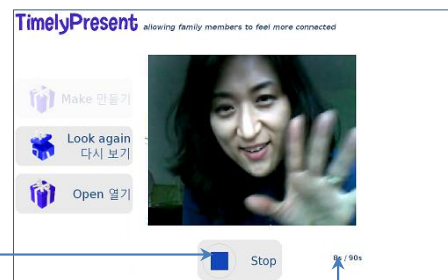 TimelyPresent allowing family members to feel more connected
Make 만들기
Look again
다시 보기
Open 열기
Stop
/ 90s